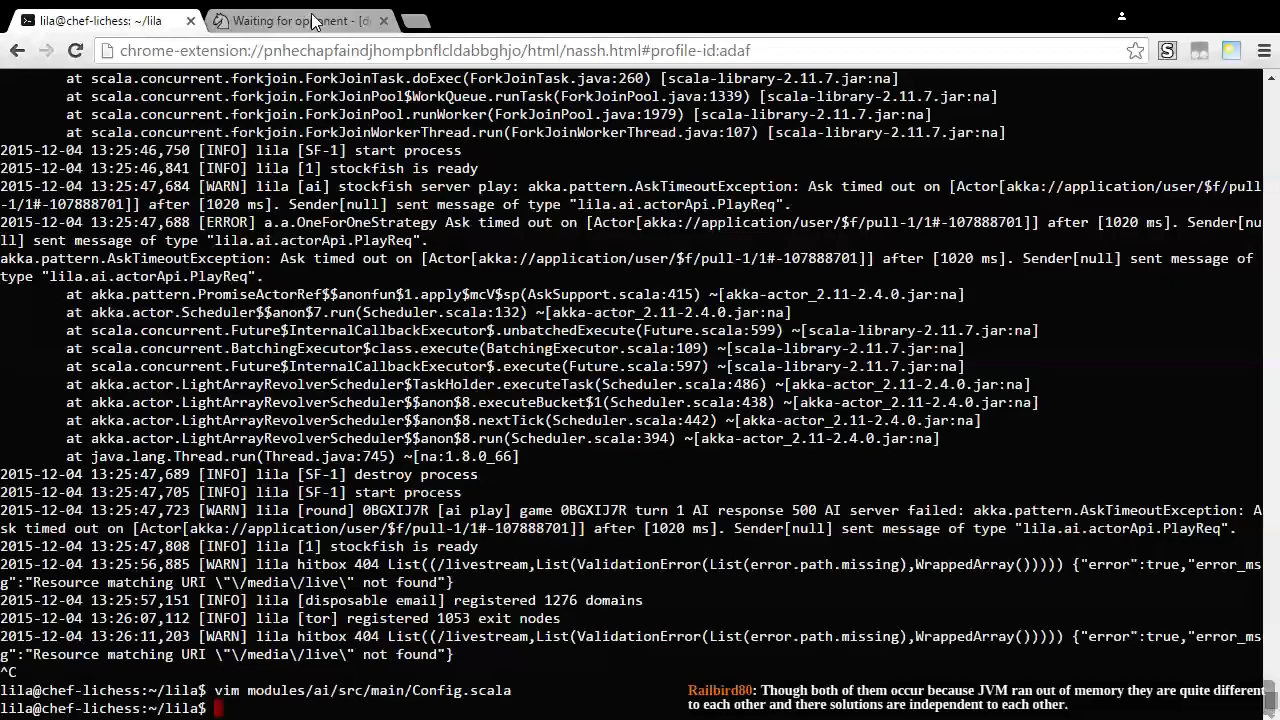 lila@chef-lichess: ~/lila
Waiting for opponent - [d
chrome-extension://pnhechapfaindjhompbnflcldabbghjo/html/nassh.html#profile-id:adaf
at scala.concurrent.forkjoin.ForkJoinTask.doExec(ForkJoinTask.java:260) [scala-library-2.11.7.jar:na]
at scala.concurrent.forkjoin.ForkJoinPool$WorkQueue.runTask(ForkJoinPool.java:1339) [scala-library-2.11.7.jar:na]
at scala.concurrent.forkjoin.ForkJoinPool.runWorker(ForkJoinPool.java:1979) [scala-library-2.11.7.jar:na]
at scala.concurrent.forkjoin.ForkJoinWorkerThread.run(ForkJoinWorkerThread.java:107) [scala-library-2.11.7.jar:na]
2015-12-04 13:25:46,750 [INFO] lila [SF-1] start process
2015-12-04 13:25:46,841 [INFO] lila [1] stockfish is ready
2015-12-04 13:25:47,684 [WARN] lila [ai] stockfish server play: akka.pattern.AskTimeoutException: Ask timed out on [Actor[akka://application/user/$f/pull
-1/1#-107888701]] after [1020 ms]. Sender[null] sent message of type "lila.ai.actorApi.PlayReq".
2015-12-04 13:25:47,688 [ERROR] a.a.OneForOneStrategy Ask timed out on [Actor[akka://application/user/$f/pull-1/1#-107888701]] after [1020 ms]. Sender[nu
ll] sent message of type "lila.ai.actorApi.PlayReq".
akka.pattern.AskTimeoutException: Ask timed out on [Actor[akka://application/user/$f/pull-1/1#-107888701]] after [1020 ms]. Sender[null] sent message of
type "lila.ai.actorApi.PlayReq".
at akka.pattern.PromiseActorRef$$anonfun$1.apply$mcV$sp(AskSupport.scala:415) ~[akka-actor_2.11-2.4.0.jar:na]
at akka.actor.Scheduler$$anon$7.run(Scheduler.scala:132) ~[akka-actor_2.11-2.4.0.jar:na]
at scala.concurrent.Future$InternalCallbackExecutor$.unbatchedExecute(Future.scala:599) ~[scala-library-2.11.7.jar:na]
at scala.concurrent.BatchingExecutor$class.execute(BatchingExecutor.scala:109) ~[scala-library-2.11.7.jar:na]
at scala.concurrent.Future$InternalCallbackExecutor$.execute(Future.scala:597) ~[scala-library-2.11.7.jar:na]
at akka.actor.LightArrayRevolverScheduler$TaskHolder.executeTask(Scheduler.scala:486) ~[akka-actor_2.11-2.4.0.jar:na]
at akka.actor.LightArrayRevolverScheduler$$anon$8.executeBucket$1(Scheduler.scala:438) ~[akka-actor_2.11-2.4.0.jar:na]
at akka.actor.LightArrayRevolverScheduler$$anon$8.nextTick(Scheduler.scala:442) ~[akka-actor_2.11-2.4.0.jar:na]
at akka.actor.LightArrayRevolverScheduler$$anon$8.run(Scheduler.scala:394) ~[akka-actor_2.11-2.4.0.jar:na]
at java.lang.Thread.run(Thread.java:745) ~[na:1.8.0_66]
2015-12-04 13:25:47,689 [INFO] lila [SF-1] destroy process
2015-12-04 13:25:47,705 [INFO] lila [SF-1] start process
2015-12-04 13:25:47,723 [WARN] lila [round] 0BGXIJ7R [ai play] game 0BGXIJ7R turn 1 AI response 500 AI server failed: akka.pattern.AskTimeoutException: A
sk timed out on [Actor[akka://application/user/$f/pull-1/1#-107888701]] after [1020 ms]. Sender[null] sent message of type "lila.ai.actorApi.PlayReq".
2015-12-04 13:25:47,808 [INFO] lila [1] stockfish is ready
2015-12-04 13:25:56,885 [WARN] lila hitbox 404 List((/livestream,List(ValidationError(List(error.path.missing),WrappedArray())))) {"error":true,"error_ms
g":"Resource matching URI \"\/media\/live\" not found"}
2015-12-04 13:25:57,151 [INFO] lila [disposable email] registered 1276 domains
2015-12-04 13:26:07,112 [INFO] lila [tor] registered 1053 exit nodes
2015-12-04 13:26:11,203 [WARN] lila hitbox 404 List((/livestream,List(ValidationError(List(error.path.missing),WrappedArray())))) {"error":true,"error_ms
g":"Resource matching URI \"\/media\/live\" not found"}
^C
lila@chef-lichess:~/lila$ vim modules/ai/src/main/Config.scala
lila@chef-lichess:~/lila$
Railbird80: Though both of them occur because JVM ran out of memory they are quite different
to each other and there solutions are independent to each other.